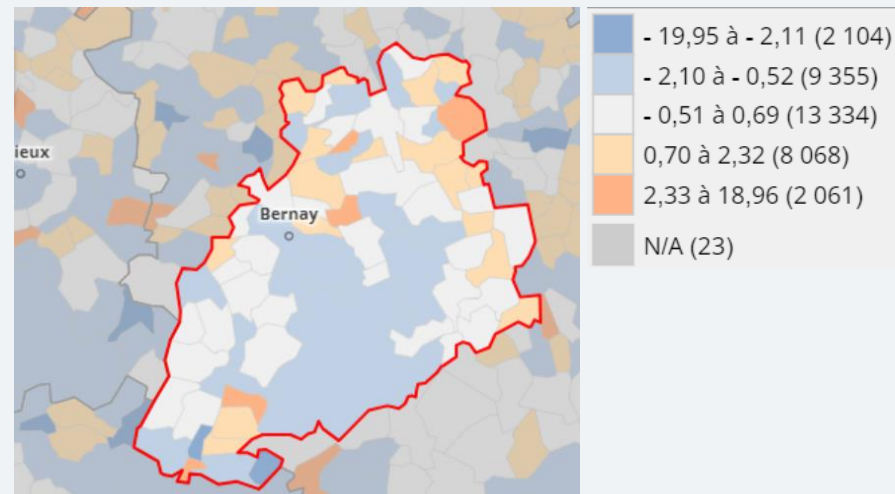 ieux
Bernay
- 19,95 à - 2,11 (2 104)
- 2,10 à - 0,52 (9 355)
- 0,51 à 0,69 (13 334)
0,70 à 2,32 (8 068)
2,33 à 18,96 (2 061)
N/A (23)